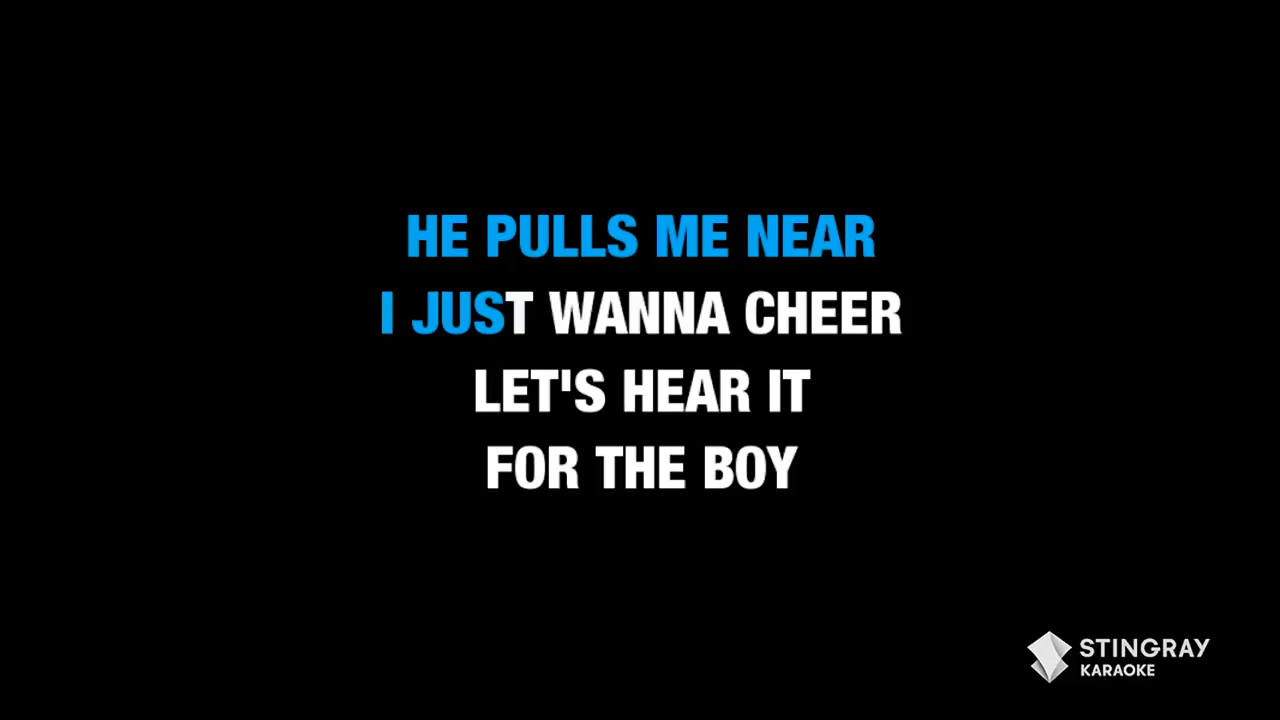 HE PULLS ME NEAR
I JUST WANNA CHEER
LET'S HEAR IT
FOR THE BOY
STINGRAY
KARAOKE